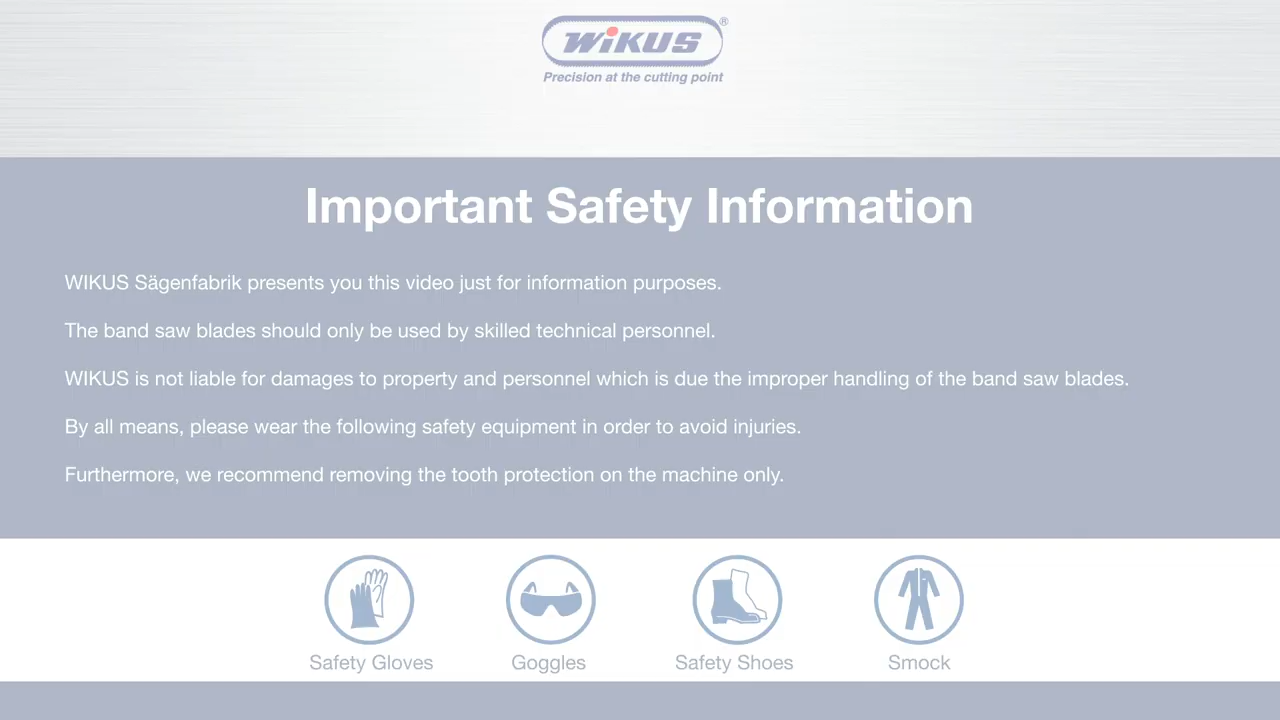 WIKUS®
Precision at the cutting point
Important Safety Information
WIKUS Sägenfabrik presents you this video just for information purposes.
The band saw blades should only be used by skilled technical personnel.
WIKUS is not liable for damages to property and personnel which is due the improper handling of the band saw blades.
By all means, please wear the following safety equipment in order to avoid injuries.
Furthermore, we recommend removing the tooth protection on the machine only.
Safety Gloves
Goggles
Safety Shoes
Smock